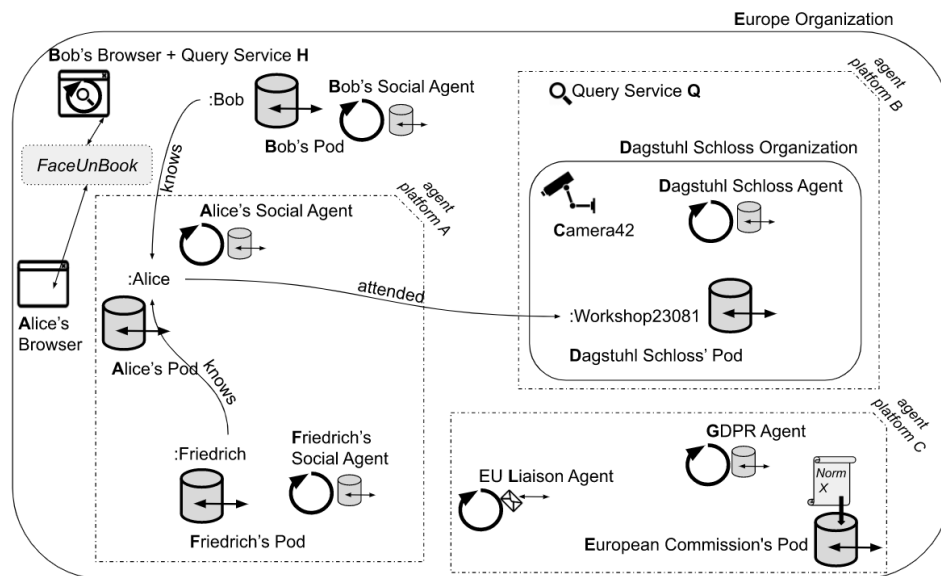 Europe Organization
Bob's Browser + Query Service H
agent
platform B
:Bob
Bob's Social Agent
Bob's Pod
Query Service Q
FaceUnBook
knows
Dagstuhl Schloss Organization
agent
platform A
Alice's Social Agent
Dagstuhl Schloss Agent
Camera42
:Alice
attended
:Workshop23081
Alice's
Browser
Alice's Pod
Dagstuhl Schloss' Pod
knows
agent
platform C
:Friedrich
Friedrich's
Social Agent
GDPR Agent
EU Liaison Agent
Norm
X
Friedrich's Pod
European Commission's Pod